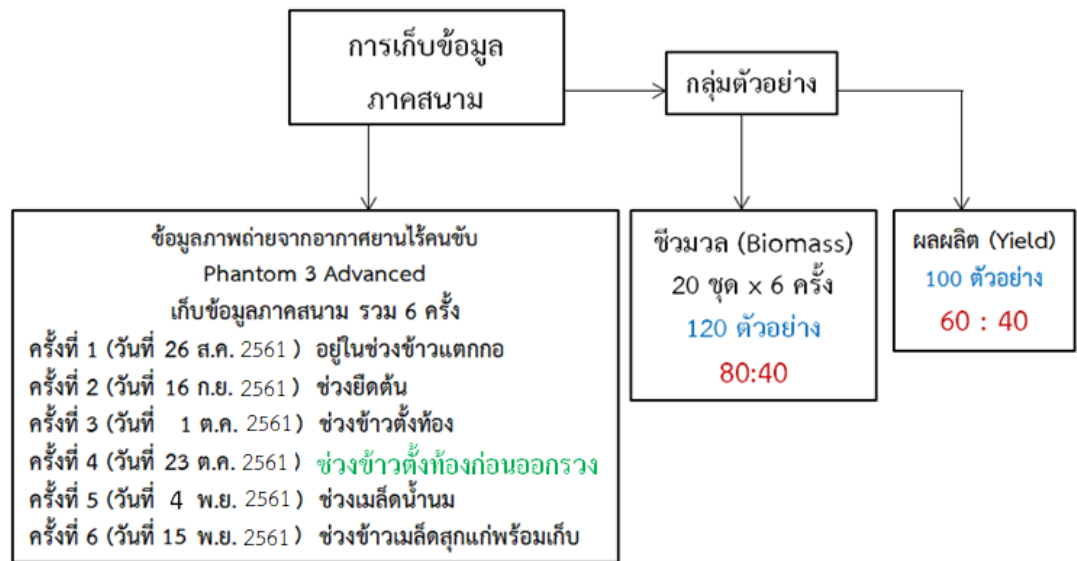 การเก็บข้อมูล
ภาคสนาม
กลุ่มตัวอย่าง
ข้อมูลภาพถ่ายจากอากาศยานไร้คนขับ
Phantom 3 Advanced
เก็บข้อมูลภาคสนาม รวม 6 ครั้ง
ครั้งที่ 1 (วันที่ 26 ส.ค. 2561 ) อยู่ในช่วงข้าวแตกกอ
ครั้งที่ 2 (วันที่ 16 ก.ย. 2561 ) ช่วงยืดต้น
ครั้งที่ 3 (วันที่ 1 ต.ค. 2561 ) ช่วงข้าวตั้งท้อง
ครั้งที่ 4 (วันที่ 23 ต.ค. 2561 ) ช่วงข้าวตั้งท้องก่อนออกรวง
ครั้งที่ 5 (วันที่ 4 พ.ย. 2561 ) ช่วงเมล็ดน้ำนม
ครั้งที่ 6 (วันที่ 15 พ.ย. 2561 ) ช่วงข้าวเมล็ดสุกแก่พร้อมเก็บ
ชีวมวล (Biomass)
20 ชุด x 6 ครั้ง
120 ตัวอย่าง
80:40
ผลผลิต (Yield)
100 ตัวอย่าง
60 : 40